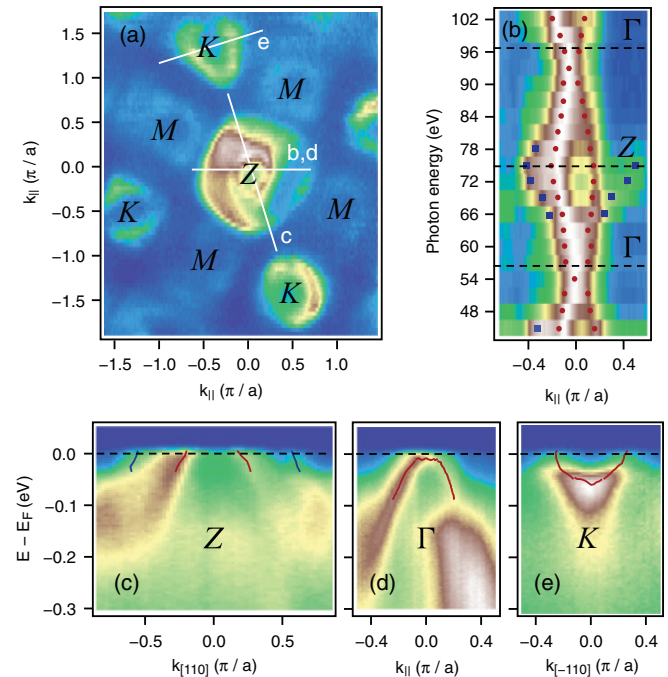 (a)
K
e
M
M
b,d
Z
K
M
M
c
K
1.5
1.0
0.5
0.0
−0.5
−1.0
−1.5
k|| (π / a)
−1.5 −1.0 −0.5 0.0 0.5 1.0
k|| (π / a)
(b)
Γ
Z
Γ
102
96
90
84
78
72
66
60
54
48
Photon energy (eV)
−0.4 0.0 0.4
k|| (π / a)
0.0
−0.1
−0.2
−0.3
E − EF (eV)
(c)
Z
−0.5 0.0 0.5
k[110] (π / a)
(d)
Γ
−0.4 0.0 0.4
k|| (π / a)
(e)
K
−0.4 0.0 0.4
k[−110] (π / a)